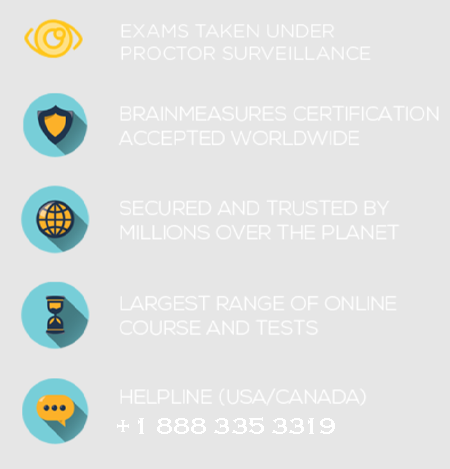 EXAMS TAKEN UNDER
PROCTOR SURVEILLANCE
BRAINMEASURES CERTIFICATION
ACCEPTED WORLDWIDE
SECURED AND TRUSTED BY
MILLIONS OVER THE PLANET
LARGEST RANGE OF ONLINE
COURSE AND TESTS
HELPLINE (USA/CANADA)
+1 888 335 3319